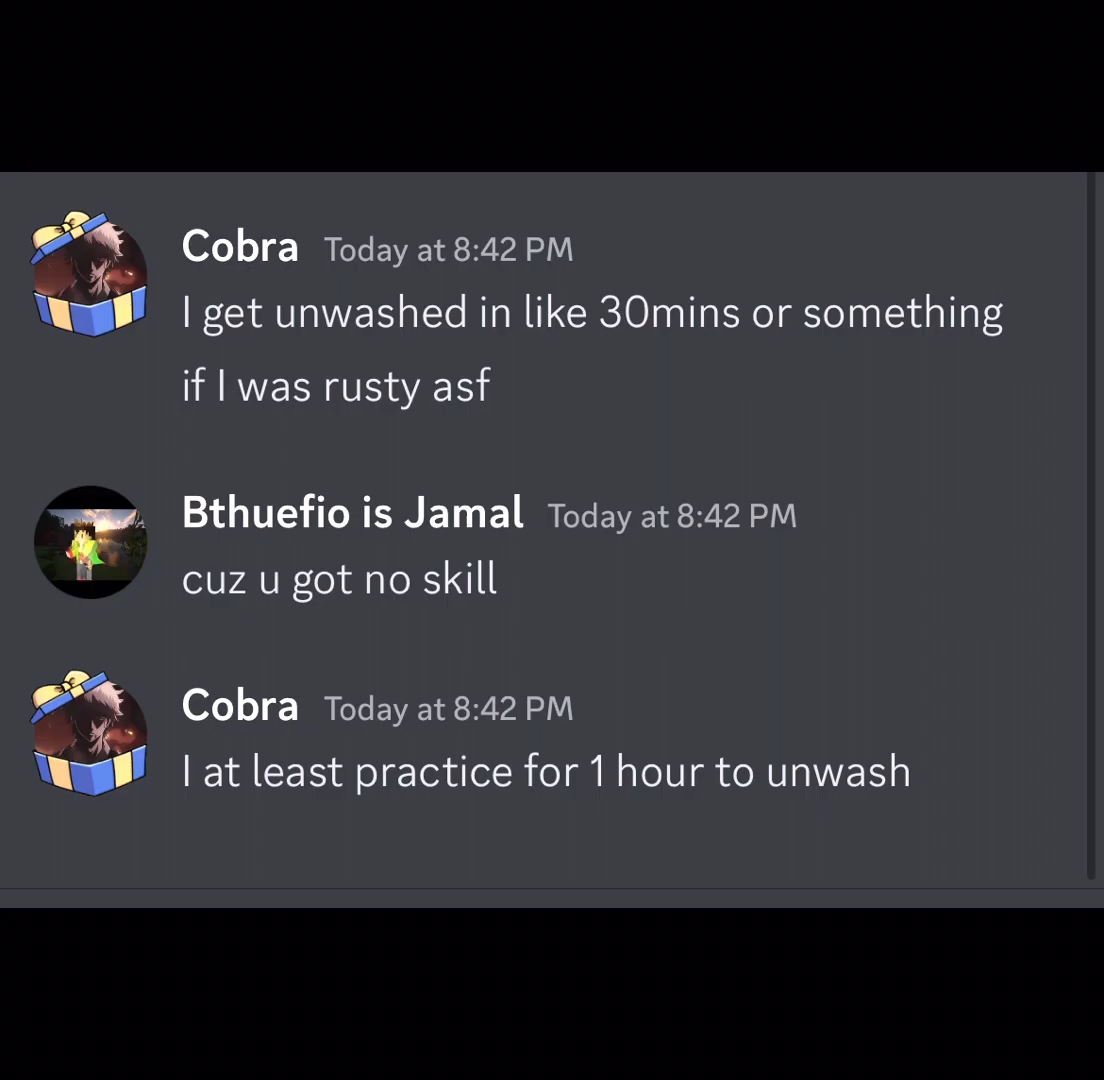 Cobra Today at 8:42 PM
I get unwashed in like 30mins or something
if I was rusty asf
Bthuefio is Jamal Today at 8:42 PM
cuz u got no skill
Cobra Today at 8:42 PM
I at least practice for 1 hour to unwash